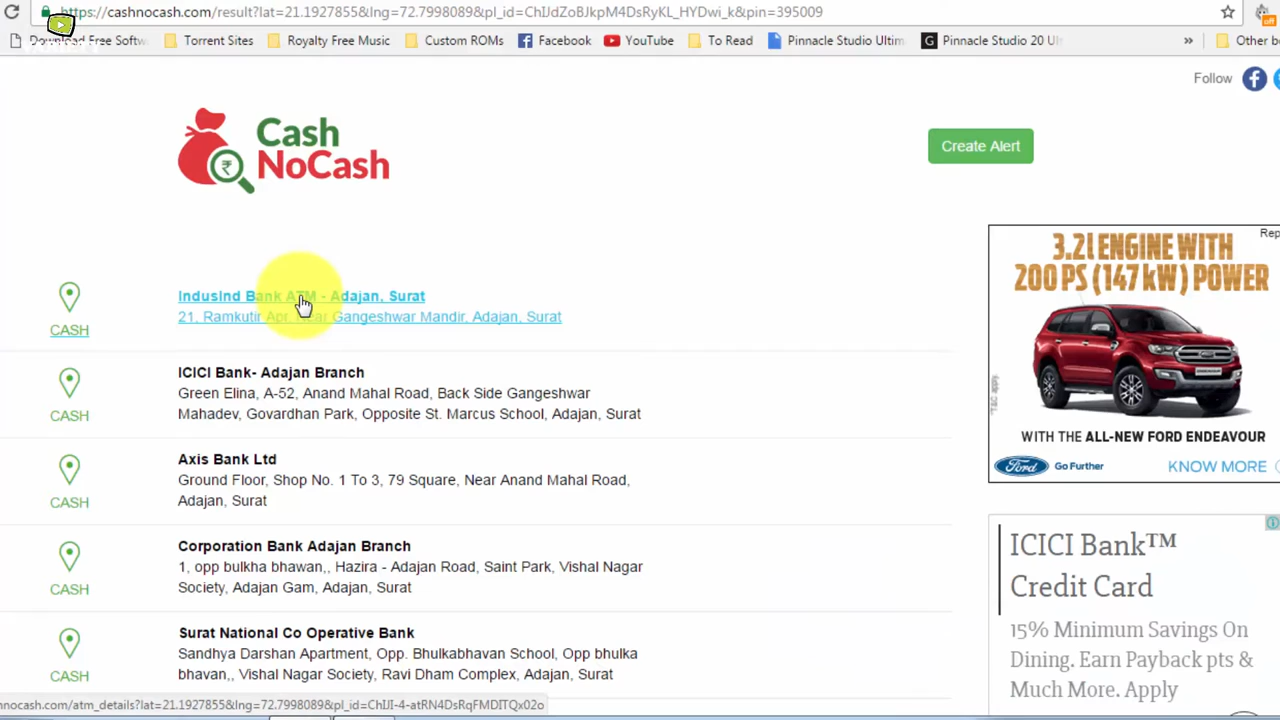 https://cashnocash.com/result?lat=21.1927855&lng=72.7998089&pl_id=ChIJdZoBJkpM4DsRyKL_HYDwi_k&pin=395009
off
Download Free Softw
Torrent Sites
Royalty Free Music
Custom ROMs
Facebook
YouTube
To Read
Pinnacle Studio Ultim
Pinnacle Studio 20 Ul
»
Other b
Follow
Cash
NoCash
Create Alert
IndusInd Bank ATM - Adajan, Surat
21, Ramkutir Apr, Near Gangeshwar Mandir, Adajan, Surat
CASH
ICICI Bank- Adajan Branch
Green Elina, A-52, Anand Mahal Road, Back Side Gangeshwar
Mahadev, Govardhan Park, Opposite St. Marcus School, Adajan, Surat
CASH
Axis Bank Ltd
Ground Floor, Shop No. 1 To 3, 79 Square, Near Anand Mahal Road,
Adajan, Surat
CASH
Corporation Bank Adajan Branch
1, opp bulkha bhawan,, Hazira - Adajan Road, Saint Park, Vishal Nagar
Society, Adajan Gam, Adajan, Surat
CASH
Surat National Co Operative Bank
Sandhya Darshan Apartment, Opp. Bhulkabhavan School, Opp bhulka
bhavan,, Vishal Nagar Society, Ravi Dham Complex, Adajan, Surat
CASH
Rep
3.2l ENGINE WITH
200 PS (147 kW) POWER
*T&C apply.
WITH THE ALL-NEW FORD ENDEAVOUR
Ford
Go Further
KNOW MORE
ICICI Bank™
Credit Card
15% Minimum Savings On
Dining. Earn Payback pts &
Much More. Apply
hnocash.com/atm_details?lat=21.1927855&lng=72.7998089&pl_id=ChIJI-4-atRN4DsRqFMDITQx02o